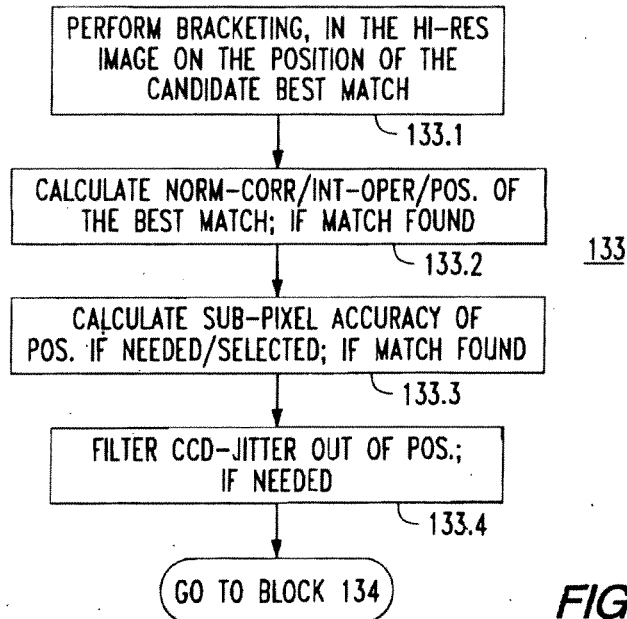 PERFORM BRACKETING, IN THE HI-RES
IMAGE ON THE POSITION OF THE
CANDIDATE BEST MATCH
133.1
CALCULATE NORM-CORR/INT-OPER/POS. OF
THE BEST MATCH; IF MATCH FOUND
133.2
133
CALCULATE SUB-PIXEL ACCURACY OF
POS. IF NEEDED/SELECTED; IF MATCH FOUND
133.3
FILTER CCD-JITTER OUT OF POS.;
IF NEEDED
133.4
GO TO BLOCK 134
FIG